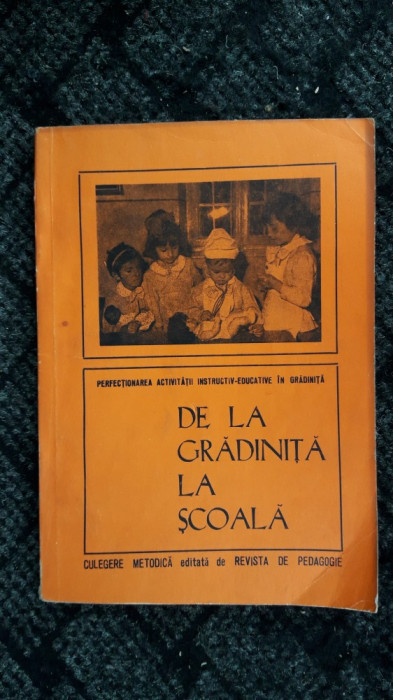 PERFECȚIONAREA ACTIVITĂȚII INSTRUCTIV-EDUCATIVE ÎN GRĂDINIȚĂ
DE LA
GRĂDINIȚĂ
LA
ȘCOALĂ
CULEGERE METODICĂ editată de REVISTA DE PEDAGOGIE